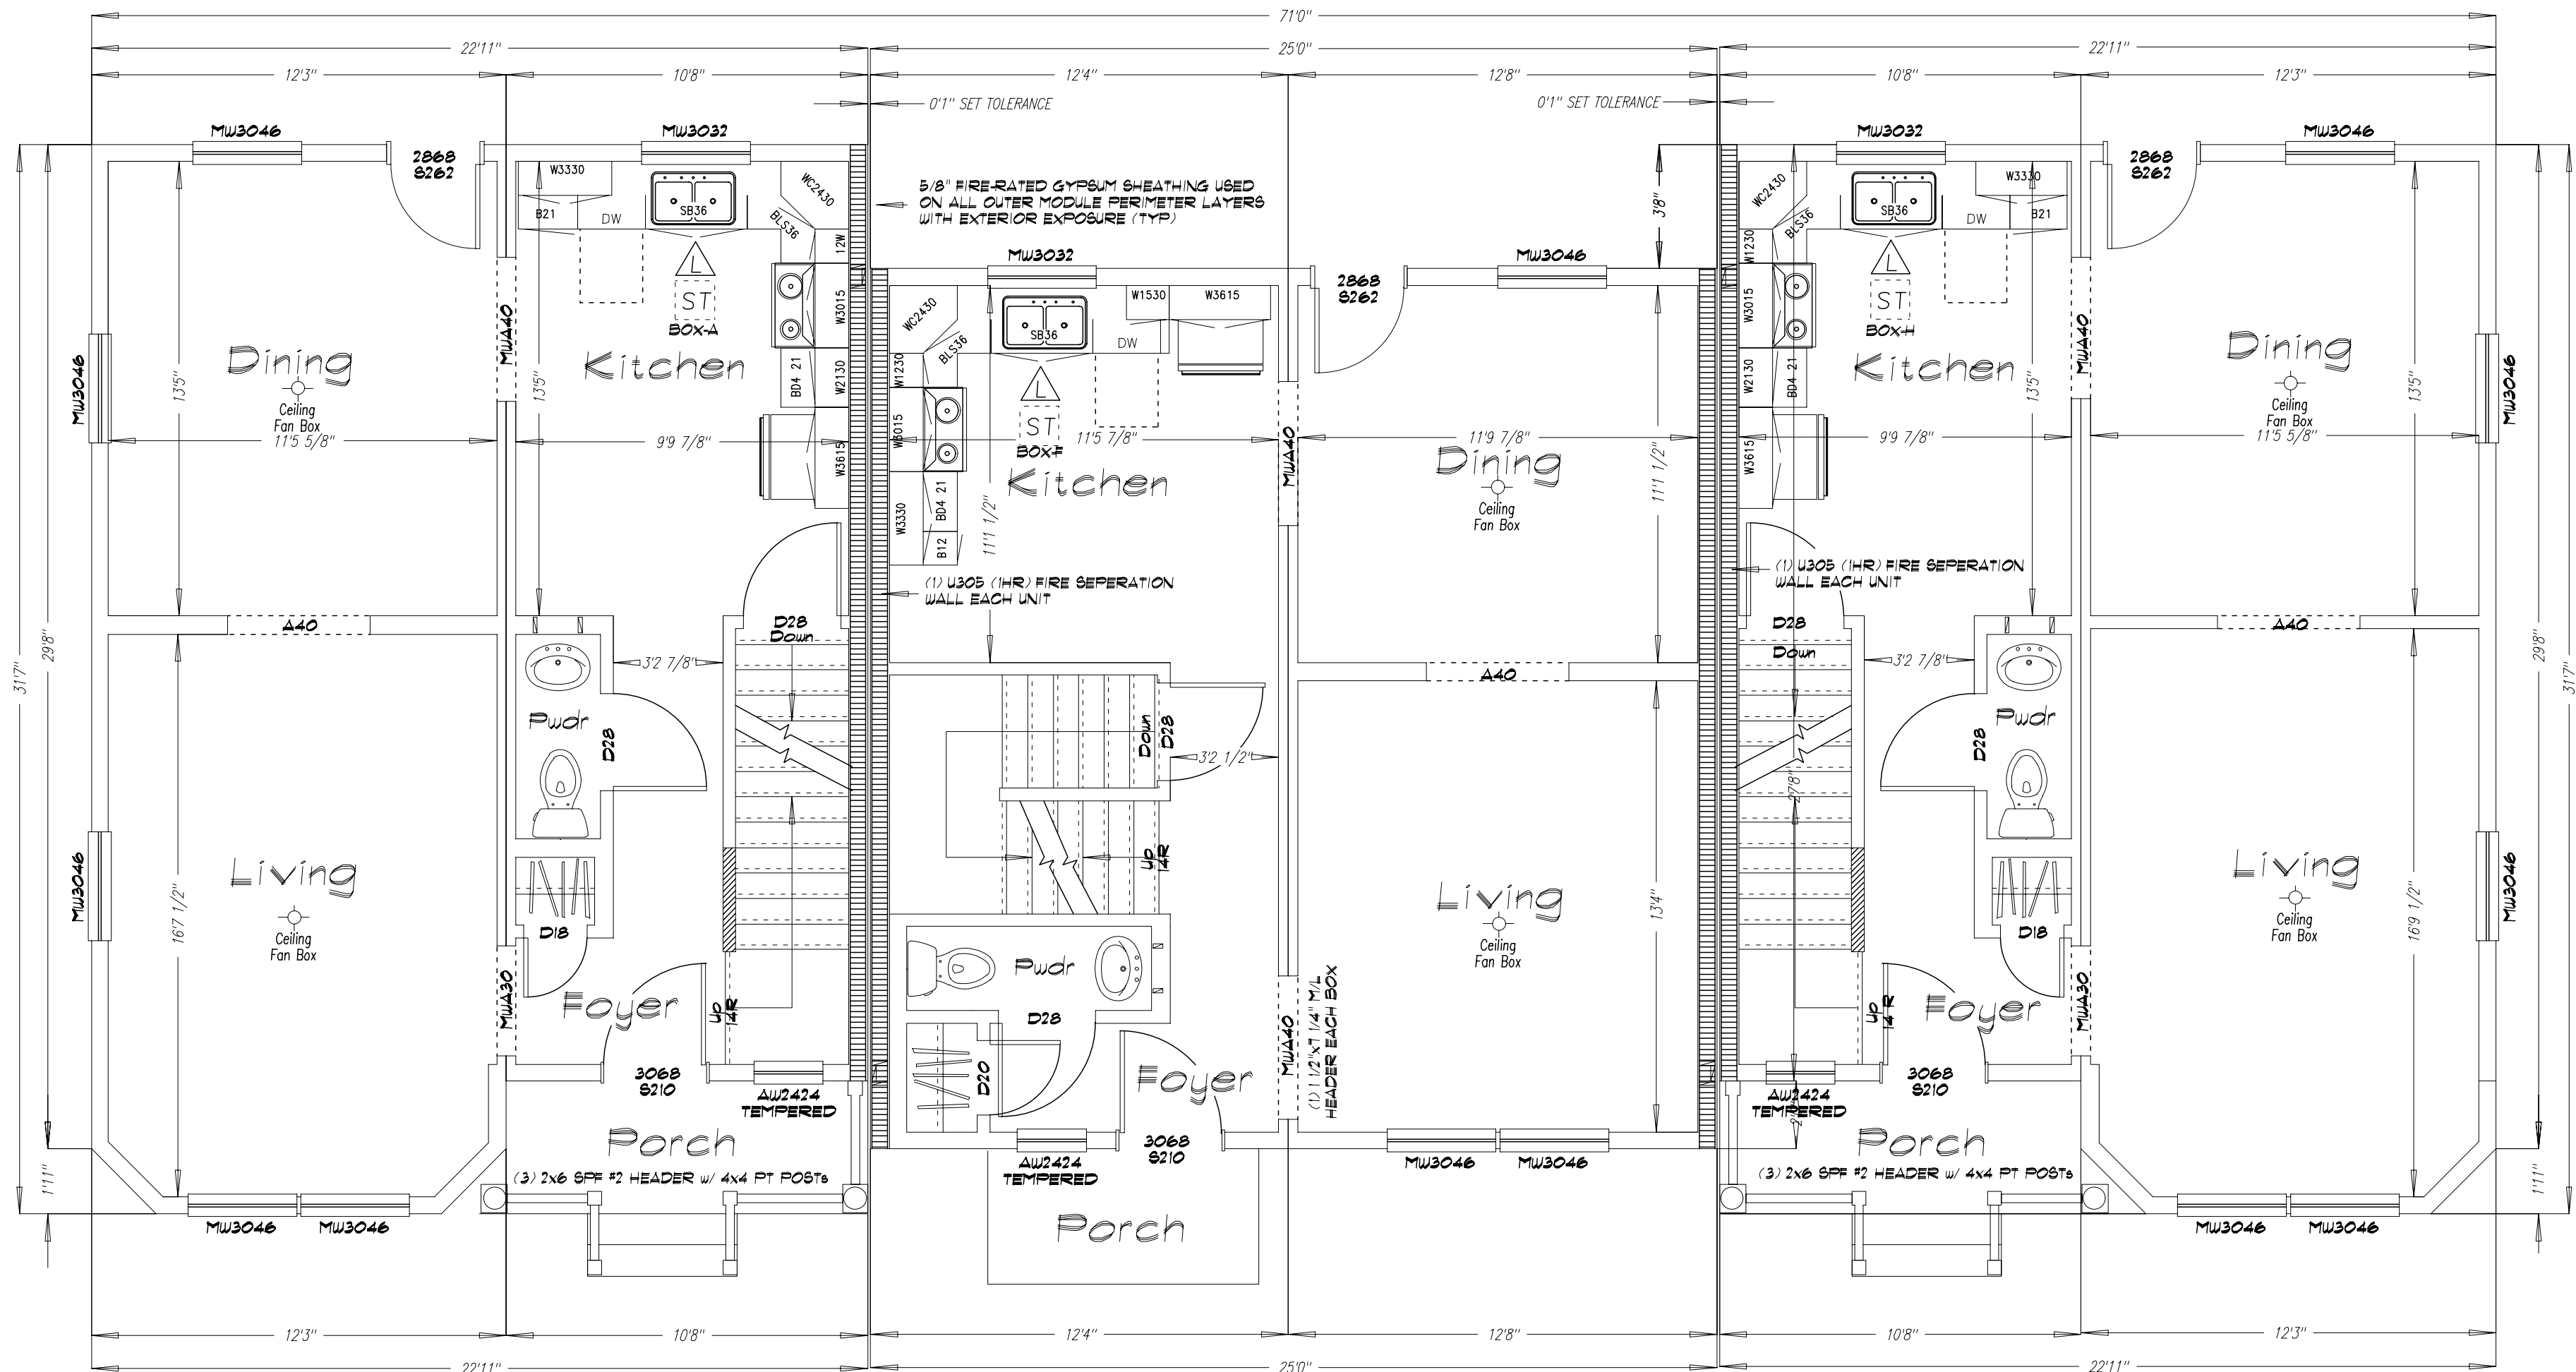 71'0"
22'11"
25'0"
22'11"
12'3"
10'8"
12'4"
12'8"
10'8"
12'3"
0'1" SET TOLERANCE
0'1" SET TOLERANCE
MW3046
MW3032
MW3032
MW3046
2868
S262
2868
S262
W3330
B21
DW
SB36
WC2430
BLS36
12W
5/8" FIRE-RATED GYPSUM SHEATHING USED
ON ALL OUTER MODULE PERIMETER LAYERS
WITH EXTERIOR EXPOSURE (TYP)
3'8"
WC2430
BLS36
SB36
DW
W3330
B21
W1230
MW3032
2868
S262
MW3046
L
ST
BOX-A
W3015
BD4 21
W2130
W3615
WC2430
BLS36
SB36
W1530
W3615
DW
W1230
L
ST
BOX-F
W3015
W3330
BD4 21
B12
L
ST
BOX-H
W3015
W2130
BD4 21
W3615
MW3046
MWA40
MWA40
MWA40
MW3046
Dining
Ceiling
Fan Box
11'5 5/8"
13'5"
Kitchen
13'5"
9'9 7/8"
Kitchen
11'5 7/8"
11'1 1/2"
Dining
Ceiling
Fan Box
11'9 7/8"
11'1 1/2"
Kitchen
9'9 7/8"
13'5"
Dining
Ceiling
Fan Box
11'5 5/8"
13'5"
(1) U305 (1HR) FIRE SEPERATION
WALL EACH UNIT
(1) U305 (1HR) FIRE SEPERATION
WALL EACH UNIT
31'7"
29'8"
29'8"
31'7"
A40
D28
Down
3'2 7/8"
A40
D28
Down
3'2 7/8"
A40
Pwdr
D28
Down
D28
3'2 1/2"
D28
Pwdr
27'8"
MW3046
Living
Ceiling
Fan Box
16'7 1/2"
D18
UP
14R
Living
Ceiling
Fan Box
13'4"
D18
Living
Ceiling
Fan Box
16'9 1/2"
MW3046
MWA30
Foyer
UP
14R
Pwdr
D28
D20
Foyer
MWA40
(1) 1 1/2"x7 1/4" M/L
HEADER EACH BOX
UP
14 R
Foyer
MWA30
3068
S210
AW2424
TEMPERED
AW2424
TEMPERED
3068
S210
Porch
(3) 2x6 SPF #2 HEADER w/ 4x4 PT POSTs
AW2424
TEMPERED
3068
S210
MW3046
MW3046
Porch
(3) 2x6 SPF #2 HEADER w/ 4x4 PT POSTs
1'11"
1'11"
MW3046
MW3046
Porch
MW3046
MW3046
12'3"
10'8"
12'4"
12'8"
10'8"
12'3"
22'11"
25'0"
22'11"